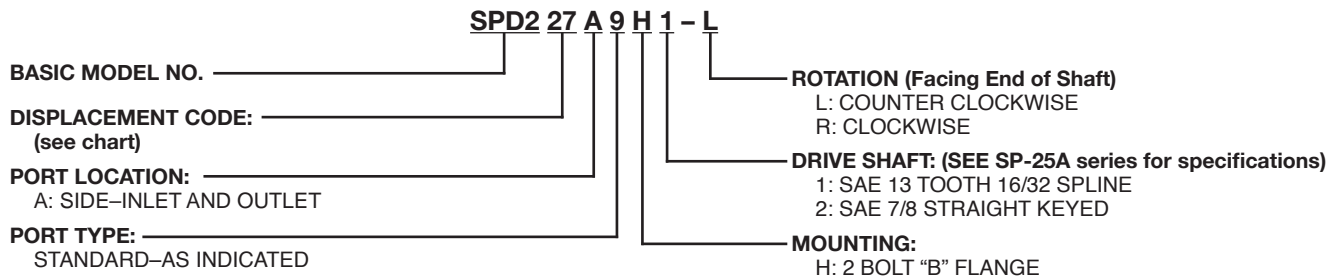 SPD2 27 A 9 H 1 – L
BASIC MODEL NO.
DISPLACEMENT CODE:
(see chart)
PORT LOCATION:
A: SIDE–INLET AND OUTLET
PORT TYPE:
STANDARD–AS INDICATED
ROTATION (Facing End of Shaft)
L: COUNTER CLOCKWISE
R: CLOCKWISE
DRIVE SHAFT: (SEE SP-25A series for specifications)
1: SAE 13 TOOTH 16/32 SPLINE
2: SAE 7/8 STRAIGHT KEYED
MOUNTING:
H: 2 BOLT “B” FLANGE